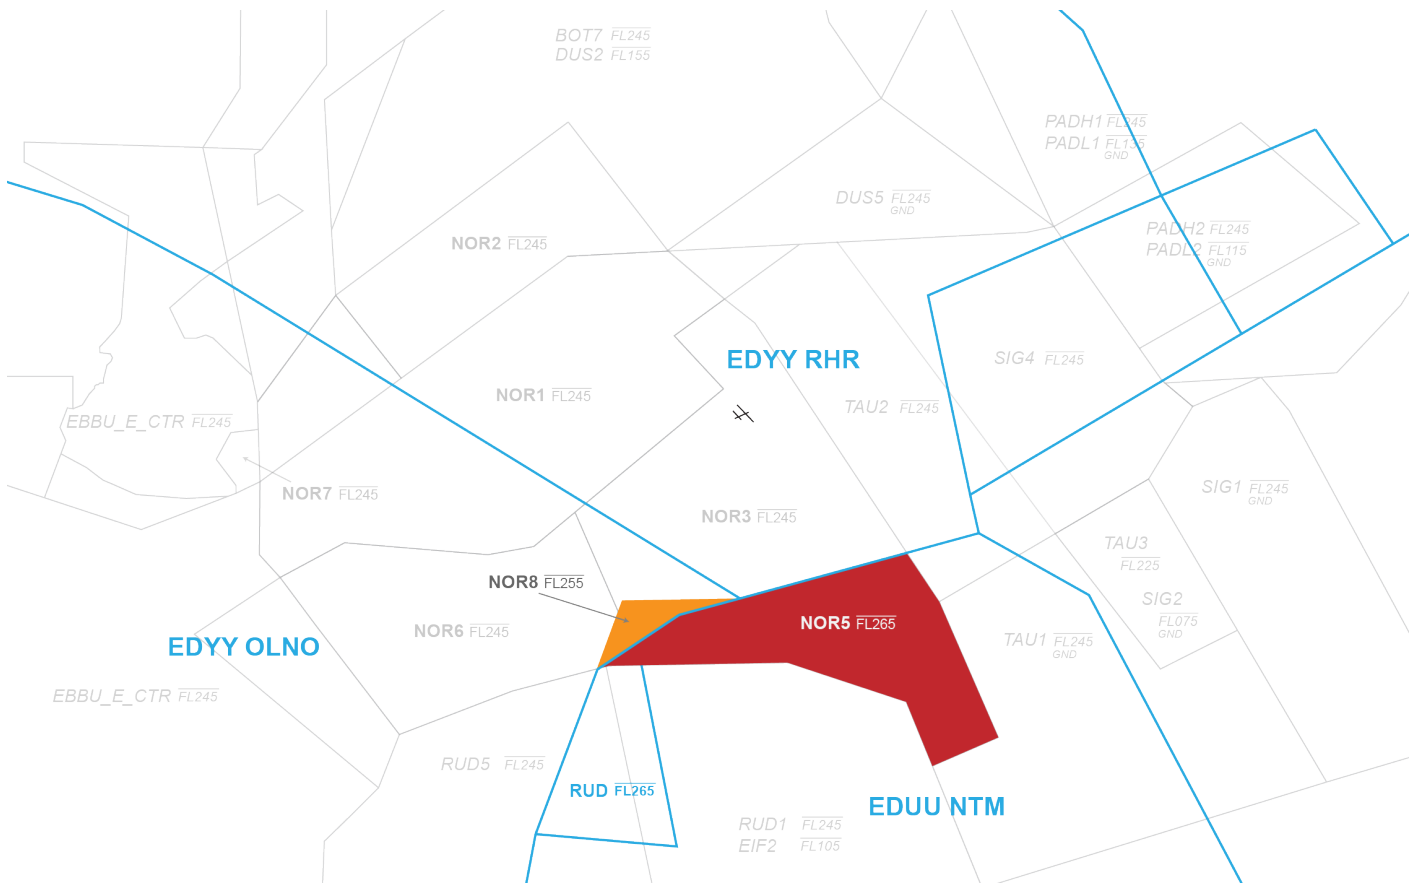 BOT7 FL245
DUS2 FL155
PADH1 FL245
PADL1 FL135
GND
DUS5 FL245
GND
PADH2 FL245
PADL2 FL115
GND
NOR2 FL245
EDYY RHR
SIG4 FL245
NOR1 FL245
TAU2 FL245
EBBU_E_CTR FL245
NOR7 FL245
SIG1 FL245
GND
NOR3 FL245
TAU3
FL225
NOR8 FL255
SIG2
FL075
GND
NOR6 FL245
NOR5 FL265
TAU1 FL245
GND
EDYY OLNO
EBBU_E_CTR FL245
RUD5 FL245
RUD FL265
EDUU NTM
RUD1 FL245
EIF2 FL105